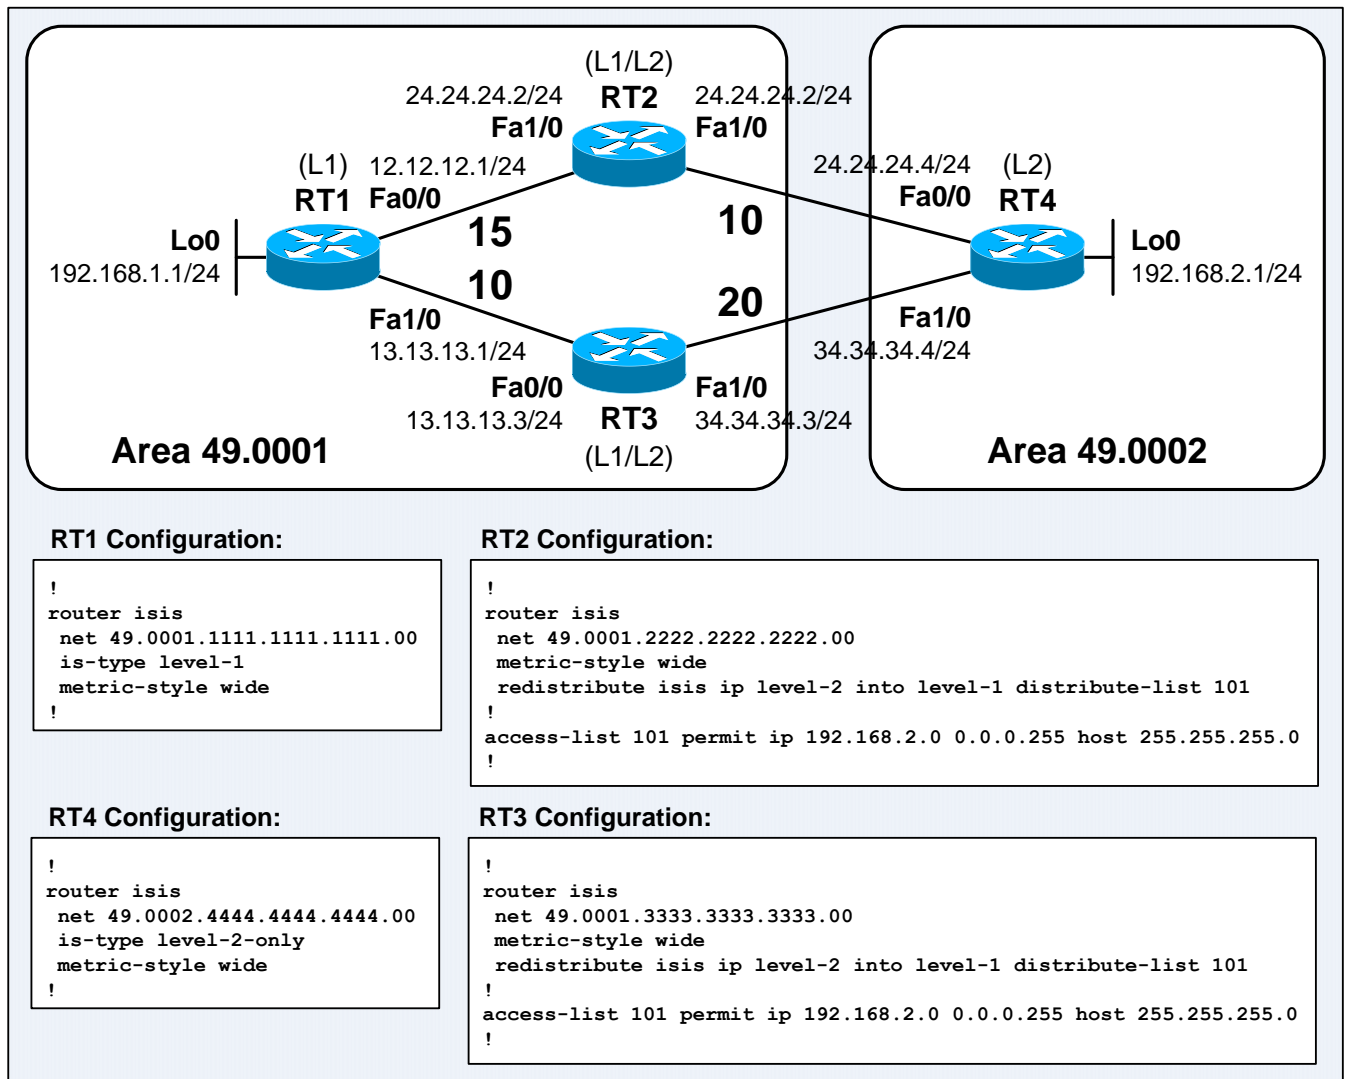 (L1/L2)
24.24.24.2/24 RT2 24.24.24.2/24
Fa1/0 Fa1/0
(L1) 12.12.12.1/24 24.24.24.4/24 (L2)
RT1 Fa0/0 Fa0/0 RT4
15 10
Lo0 Lo0
192.168.1.1/24 192.168.2.1/24
10 20
Fa1/0 Fa1/0
13.13.13.1/24 34.34.34.4/24
Fa0/0 Fa1/0
13.13.13.3/24 RT3 34.34.34.3/24
Area 49.0001 (L1/L2) Area 49.0002
RT1 Configuration:
!
router isis
net 49.0001.1111.1111.1111.00
is-type level-1
metric-style wide
!
RT2 Configuration:
!
router isis
net 49.0001.2222.2222.2222.00
metric-style wide
redistribute isis ip level-2 into level-1 distribute-list 101
!
access-list 101 permit ip 192.168.2.0 0.0.0.255 host 255.255.255.0
!
RT4 Configuration:
!
router isis
net 49.0002.4444.4444.4444.00
is-type level-2-only
metric-style wide
!
RT3 Configuration:
!
router isis
net 49.0001.3333.3333.3333.00
metric-style wide
redistribute isis ip level-2 into level-1 distribute-list 101
!
access-list 101 permit ip 192.168.2.0 0.0.0.255 host 255.255.255.0
!